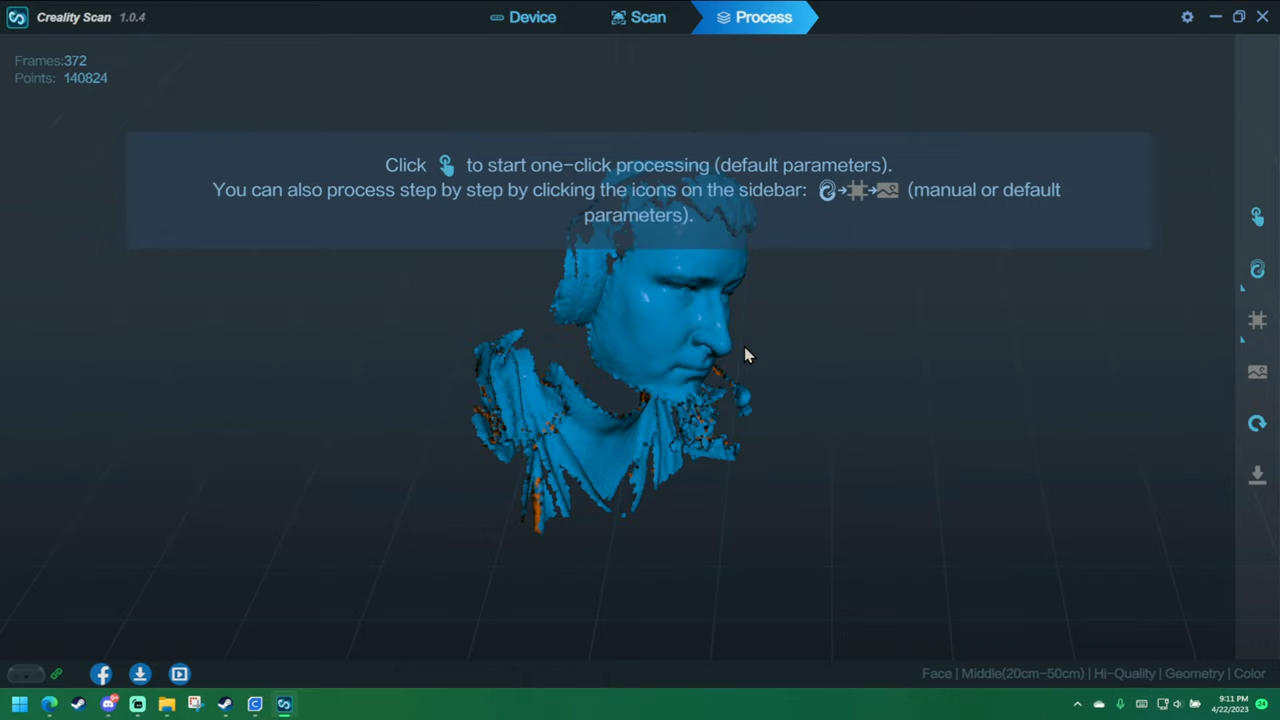 Creality Scan 1.0.4
Device
Scan
Process
Frames:372
Points: 140824
Click to start one-click processing (default parameters).
You can also process step by step by clicking the icons on the sidebar: (manual or default
parameters).
Face | Middle(20cm-50cm) | Hi-Quality | Geometry | Color
9:11 PM
4/22/2023
24